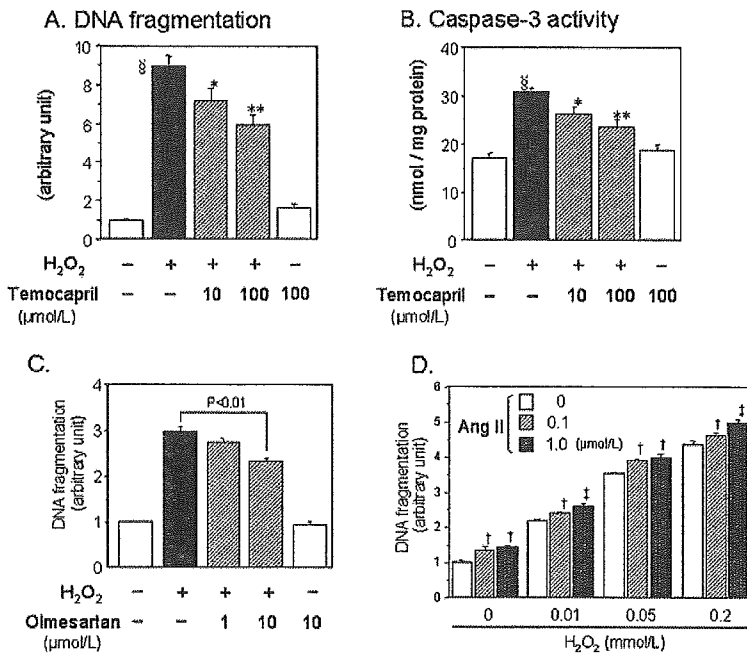 A. DNA fragmentation
(arbitrary unit)
10
8
6
4
2
0
§
*
**
H₂O₂ – + + + –
Temocapril – – 10 100 100
(μmol/L)
B. Caspase-3 activity
(nmol / mg protein)
40
30
20
10
0
§
*
**
H₂O₂ – + + + –
Temocapril – – 10 100 100
(μmol/L)
C.
DNA fragmentation
(arbitrary unit)
4
3
2
1
0
P<0.01
H₂O₂ – + + + –
Olmesartan – – 1 10 10
(μmol/L)
D.
DNA fragmentation
(arbitrary unit)
6
5
4
3
2
1
0
Ang II
0
0.1
1.0 (μmol/L)
† †
† ‡
† †
† ‡
0 0.01 0.05 0.2
H₂O₂ (mmol/L)